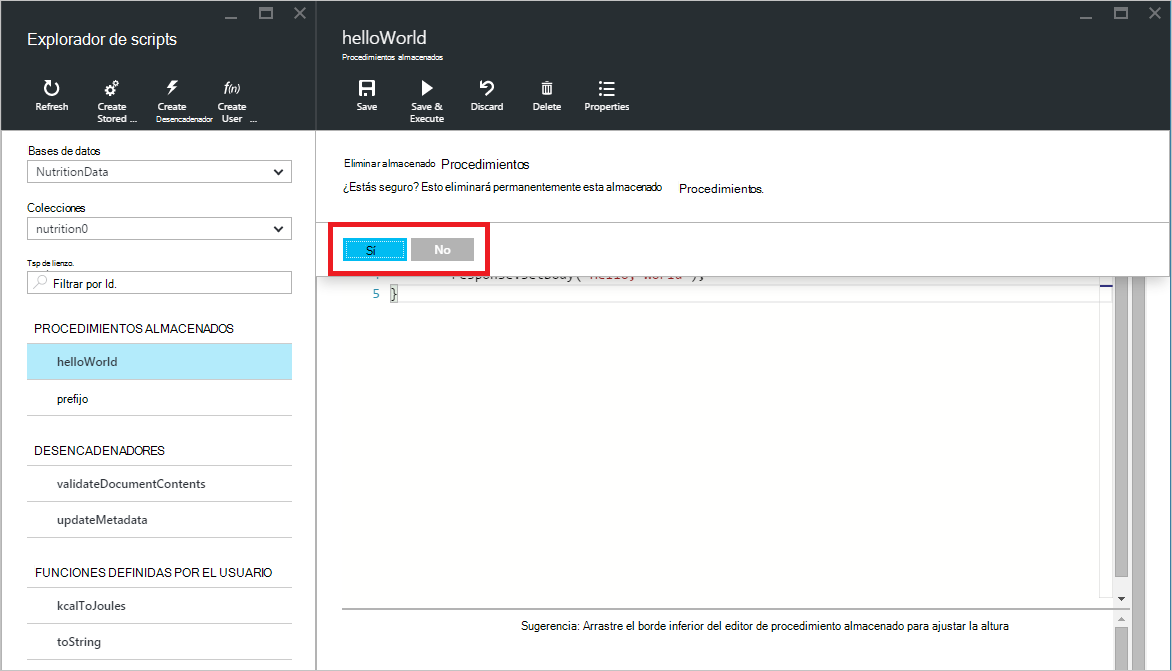 Explorador de scripts
Refresh
Create
Stored ...
Create
Desencadenador
f(n)
Create
User ...
Bases de datos
NutritionData
Colecciones
nutrition0
Tsp de lienzo.
Filtrar por Id.
PROCEDIMIENTOS ALMACENADOS
helloWorld
prefijo
DESENCADENADORES
validateDocumentContents
updateMetadata
FUNCIONES DEFINIDAS POR EL USUARIO
kcalToJoules
toString
helloWorld
Procedimientos almacenados
Save
Save &
Execute
Discard
Delete
Properties
Eliminar almacenado Procedimientos
¿Estás seguro? Esto eliminará permanentemente esta almacenado Procedimientos.
Sí
No
response.setBody("Hello, World");
5 }
Sugerencia: Arrastre el borde inferior del editor de procedimiento almacenado para ajustar la altura